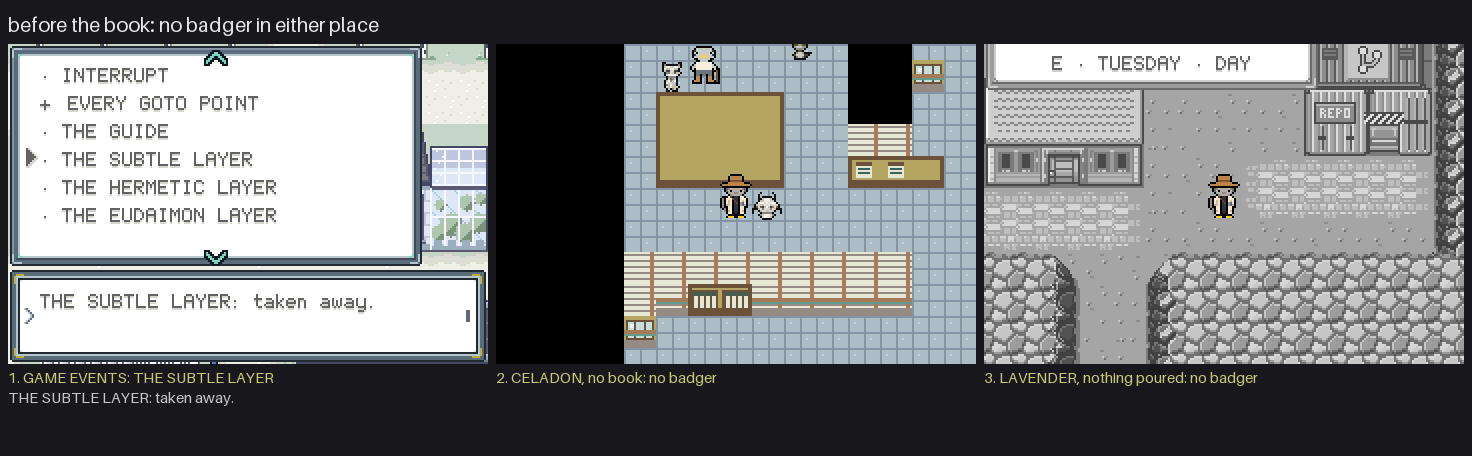 before the book: no badger in either place
· INTERRUPT
+ EVERY GOTO POINT
· THE GUIDE
· THE SUBTLE LAYER
· THE HERMETIC LAYER
· THE EUDAIMON LAYER
THE SUBTLE LAYER: taken away.
E · TUESDAY · DAY
REPO
1. GAME EVENTS: THE SUBTLE LAYER
THE SUBTLE LAYER: taken away.
2. CELADON, no book: no badger
3. LAVENDER, nothing poured: no badger